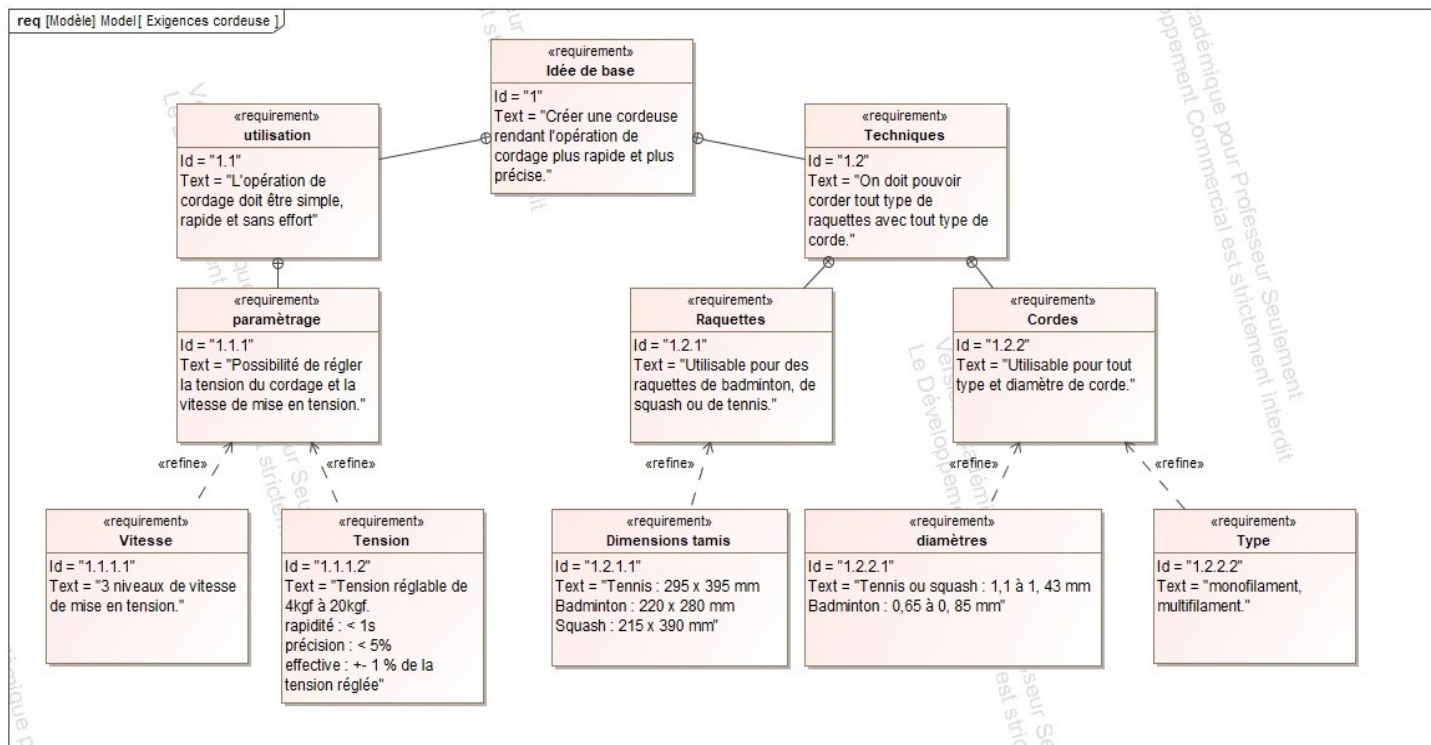 req [Modèle] Model[ Exigences cordeuse ]
«requirement»
Idée de base
Id = "1"
Text = "Créer une cordeuse
rendant l'opération de
cordage plus rapide et plus
précise."
«requirement»
utilisation
Id = "1.1"
Text = "L'opération de
cordage doit être simple,
rapide et sans effort"
«requirement»
Techniques
Id = "1.2"
Text = "On doit pouvoir
corder tout type de
raquettes avec tout type de
corde."
«requirement»
paramètrage
Id = "1.1.1"
Text = "Possibilité de régler
la tension du cordage et la
vitesse de mise en tension."
«requirement»
Raquettes
Id = "1.2.1"
Text = "Utilisable pour des
raquettes de badminton, de
squash ou de tennis."
«requirement»
Cordes
Id = "1.2.2"
Text = "Utilisable pour tout
type et diamètre de corde."
«refine»
«refine»
«refine»
«refine»
«refine»
«requirement»
Vitesse
Id = "1.1.1.1"
Text = "3 niveaux de vitesse
de mise en tension."
«requirement»
Tension
Id = "1.1.1.2"
Text = "Tension réglable de
4kgf à 20kgf.
rapidité : < 1s
précision : < 5%
effective : +- 1 % de la
tension réglée"
«requirement»
Dimensions tamis
Id = "1.2.1.1"
Text = "Tennis : 295 x 395 mm
Badminton : 220 x 280 mm
Squash : 215 x 390 mm"
«requirement»
diamètres
Id = "1.2.2.1"
Text = "Tennis ou squash : 1,1 à 1, 43 mm
Badminton : 0,65 à 0, 85 mm"
«requirement»
Type
Id = "1.2.2.2"
Text = "monofilament,
multifilament."
cadémique pour Professeur Seulement
ppement Commercial est strictement interdit